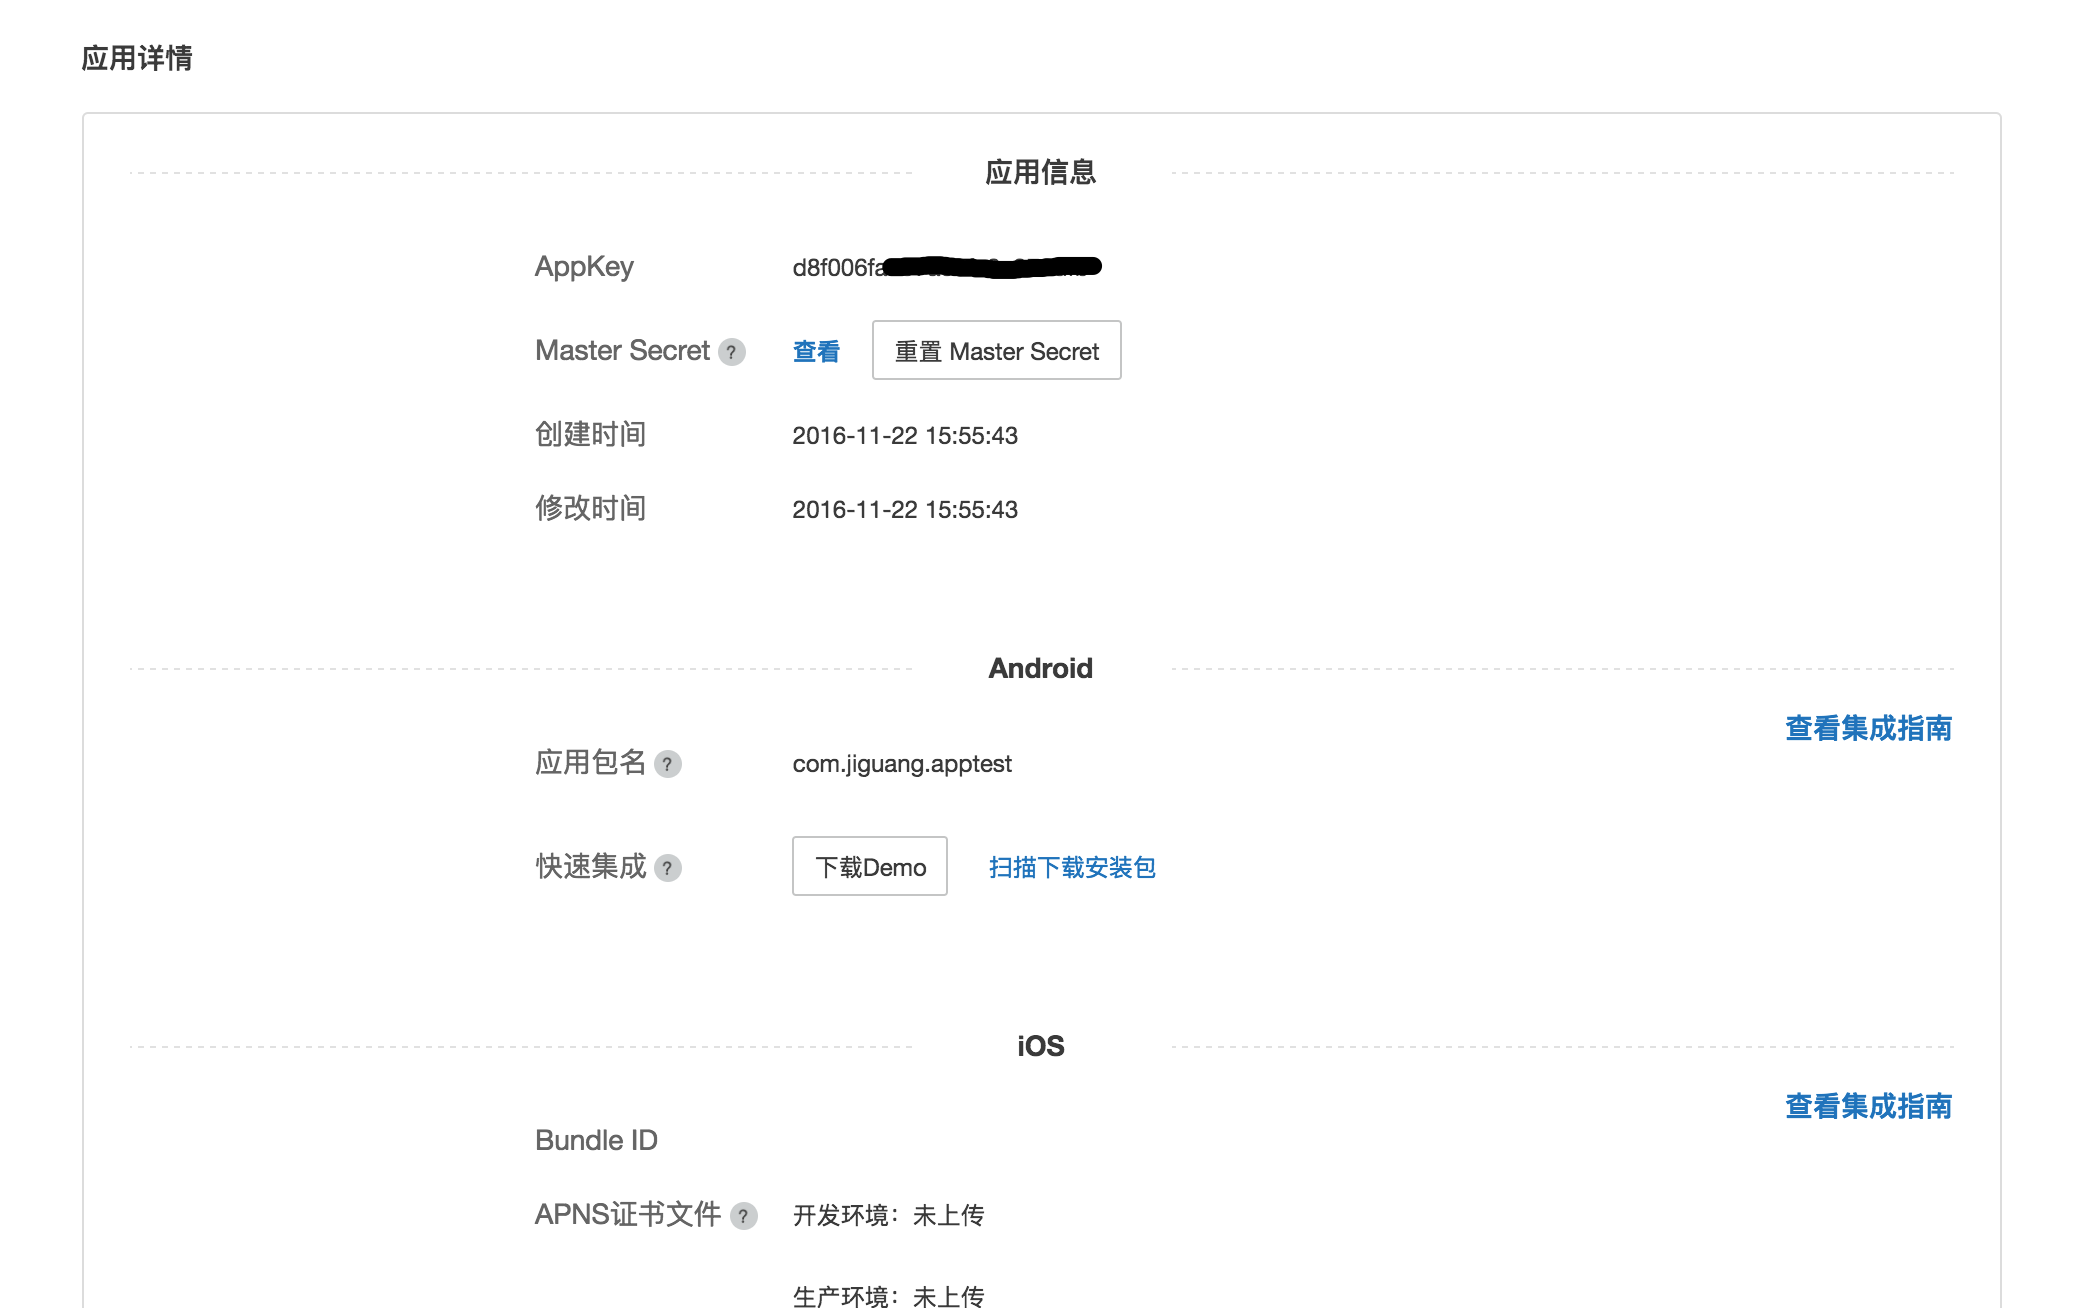 应用详情
应用信息
AppKey d8f006fa
Master Secret ? 查看 重置 Master Secret
创建时间 2016-11-22 15:55:43
修改时间 2016-11-22 15:55:43
Android
查看集成指南
应用包名 ? com.jiguang.apptest
快速集成 ? 下载Demo 扫描下载安装包
iOS
查看集成指南
Bundle ID
APNS证书文件 ? 开发环境：未上传
生产环境：未上传